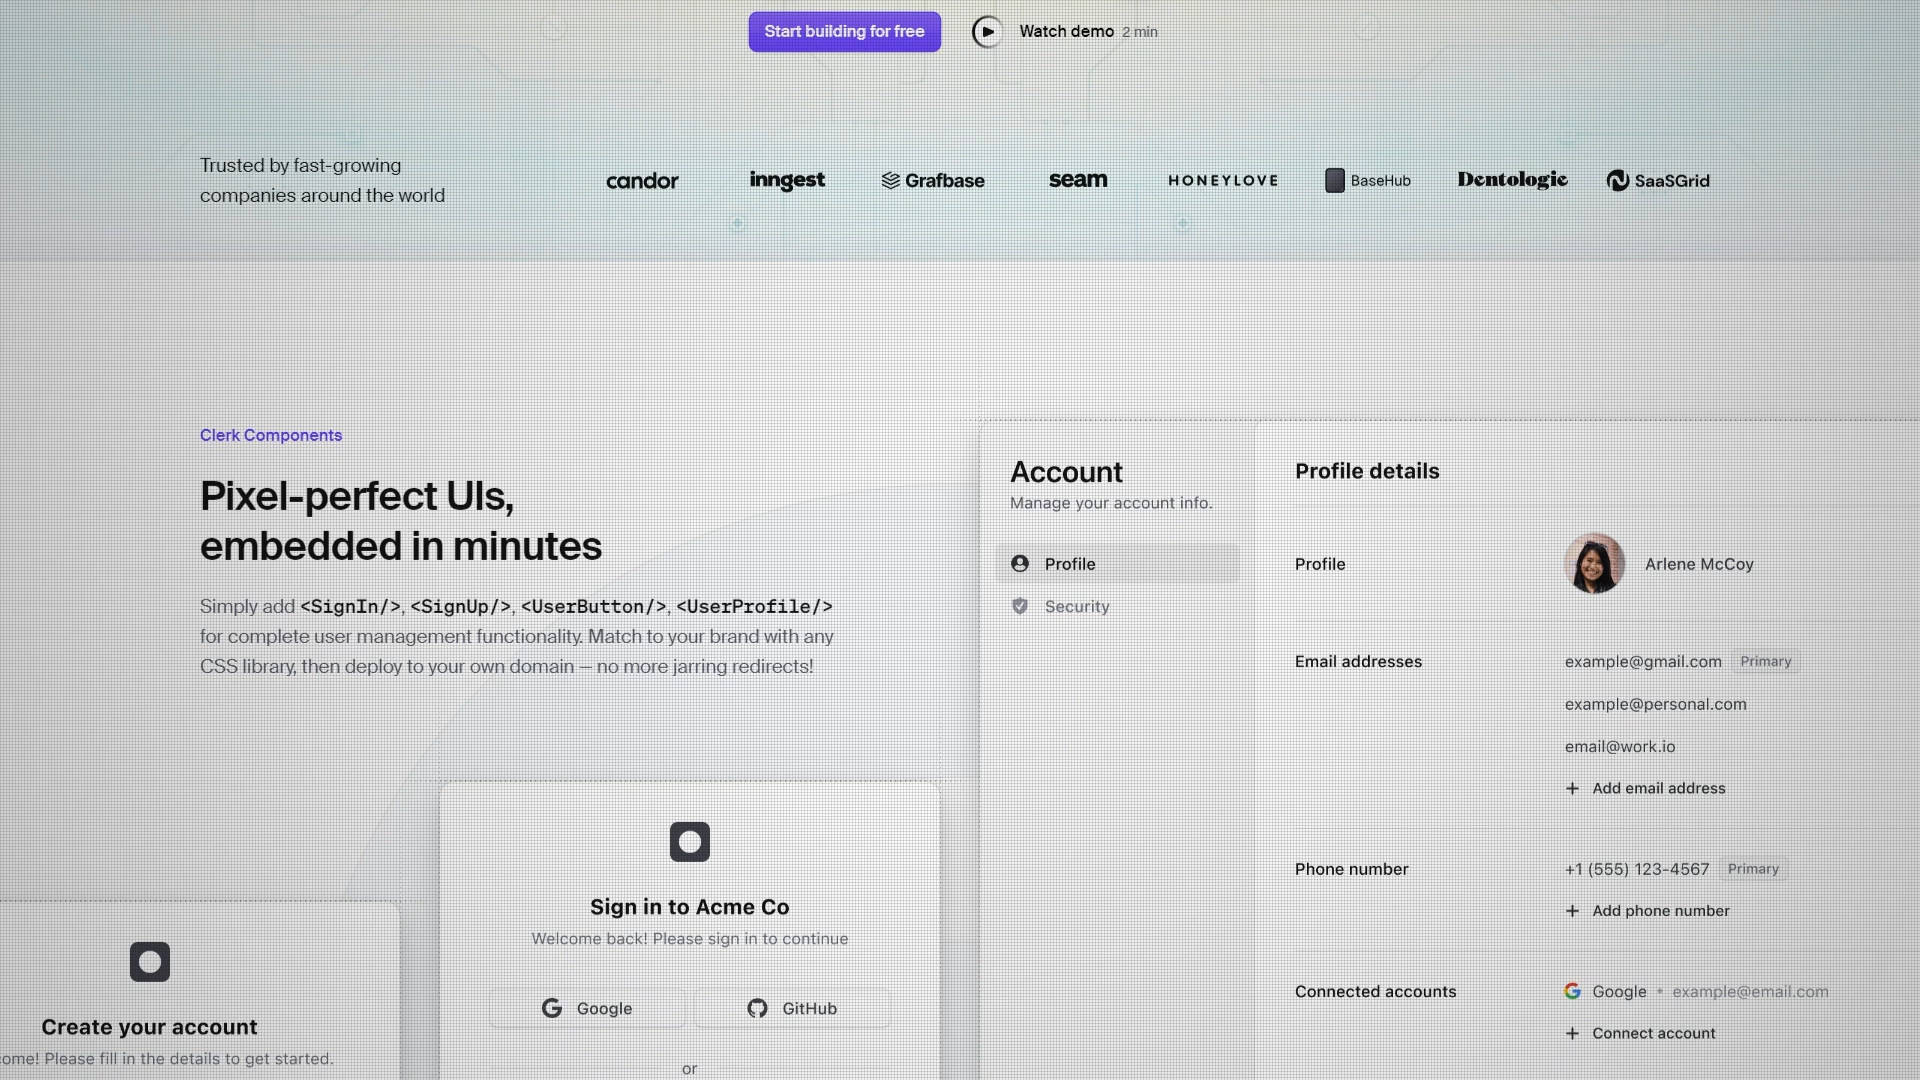 Start building for free
Watch demo 2 min
Trusted by fast-growing
companies around the world
candor
inngest
Grafbase
seam
HONEYLOVE
BaseHub
Dentologic
SaaSGrid
Clerk Components
Pixel-perfect UIs,
embedded in minutes
Simply add <SignIn/>, <SignUp/>, <UserButton/>, <UserProfile/>
for complete user management functionality. Match to your brand with any
CSS library, then deploy to your own domain — no more jarring redirects!
Create your account
come! Please fill in the details to get started.
Sign in to Acme Co
Welcome back! Please sign in to continue
Google
GitHub
or
Account
Manage your account info.
Profile
Security
Profile details
Profile
Arlene McCoy
Email addresses
example@gmail.com Primary
example@personal.com
email@work.io
+ Add email address
Phone number
+1 (555) 123-4567 Primary
+ Add phone number
Connected accounts
Google • example@email.com
+ Connect account